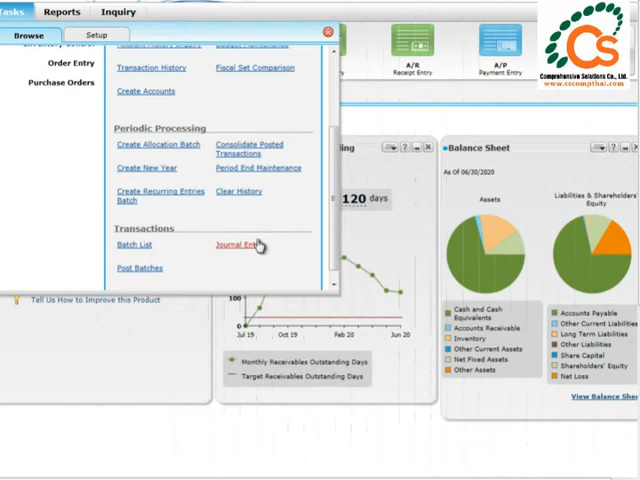 Tasks
Reports
Inquiry
Browse
Setup
Order Entry
Purchase Orders
Transaction History
Fiscal Set Comparison
Create Accounts
Periodic Processing
Create Allocation Batch
Consolidate Posted
Transactions
Create New Year
Period End Maintenance
Create Recurring Entries
Batch
Clear History
Transactions
Batch List
Journal Ent
Post Batches
Tell Us How to Improve this Product
A/R
Receipt Entry
A/P
Payment Entry
CS
Comprehensive Solutions Co., Ltd.
www.cscompthai.com
120 days
100
0
Jul 19
Oct 19
Feb 20
Jun 20
Monthly Receivables Outstanding Days
Target Receivables Outstanding Days
Balance Sheet
As Of 06/30/2020
Assets
Liabilities & Shareholders'
Equity
Cash and Cash
Equivalents
Accounts Receivable
Inventory
Other Current Assets
Net Fixed Assets
Other Assets
Accounts Payable
Other Current Liabilities
Long Term Liabilities
Other Liabilities
Share Capital
Shareholders' Equity
Net Loss
View Balance Shee